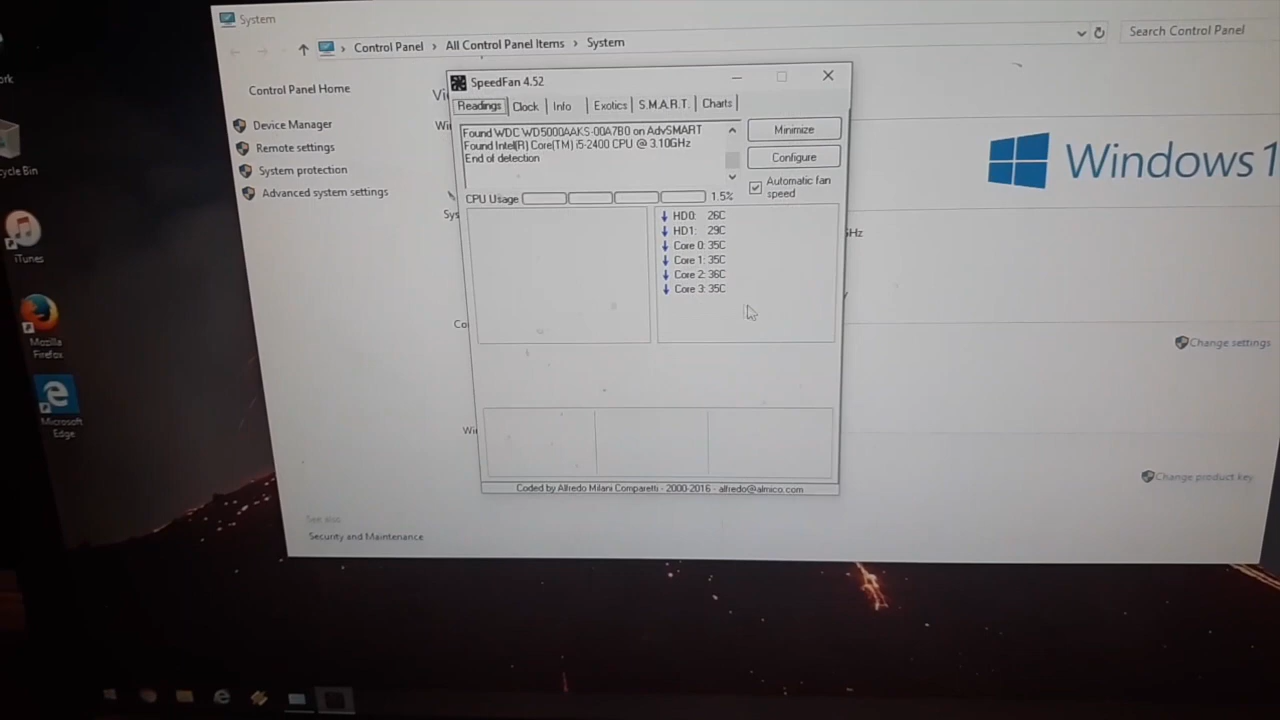 System
Control Panel > All Control Panel Items > System
Search Control Panel
Control Panel Home
Device Manager
Remote settings
System protection
Advanced system settings
See also
Security and Maintenance
SpeedFan 4.52
Readings Clock Info Exotics S.M.A.R.T. Charts
Found WDC WD5000AAKS-00A7B0 on AdvSMART
Found Intel(R) Core(TM) i5-2400 CPU @ 3.10GHz
End of detection
Minimize
Configure
Automatic fan
speed
CPU Usage 1.5%
HD0: 26C
HD1: 29C
Core 0: 35C
Core 1: 35C
Core 2: 36C
Core 3: 35C
Coded by Alfredo Milani Comparetti - 2000-2016 - alfredo@almico.com
Windows 1
GHz
Change settings
Change product key
ycle Bin
iTunes
Mozilla
Firefox
Microsoft
Edge